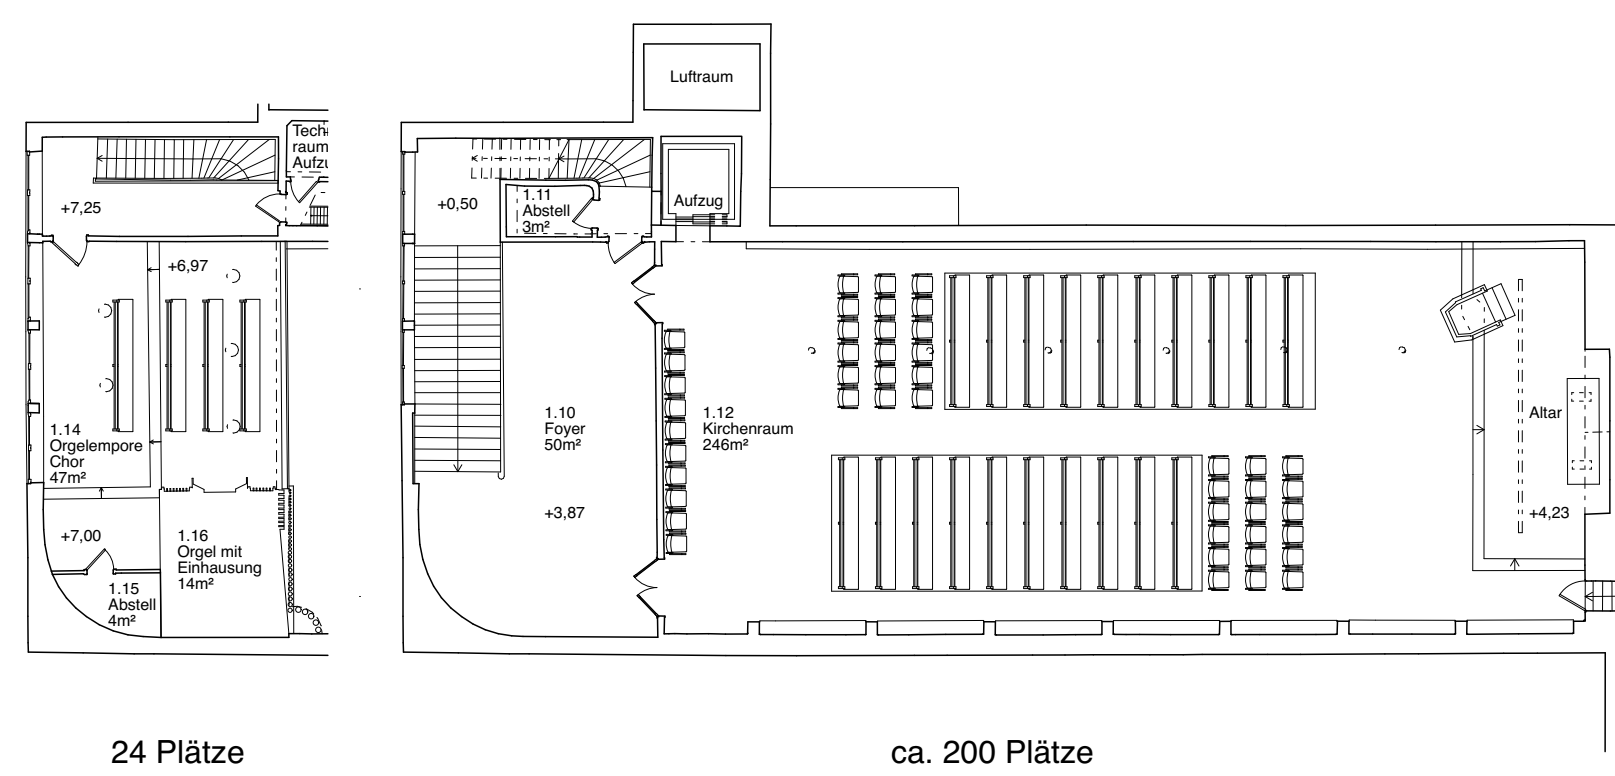 Luftraum
Techn
raum
Aufzu
+7,25
+6,97
1.14
Orgelempore
Chor
47m²
+7,00
1.15
Abstell
4m²
1.16
Orgel mit
Einhausung
14m²
24 Plätze
+0,50
1.11
Abstell
3m²
Aufzug
1.10
Foyer
50m²
+3,87
1.12
Kirchenraum
246m²
Altar
+4,23
ca. 200 Plätze